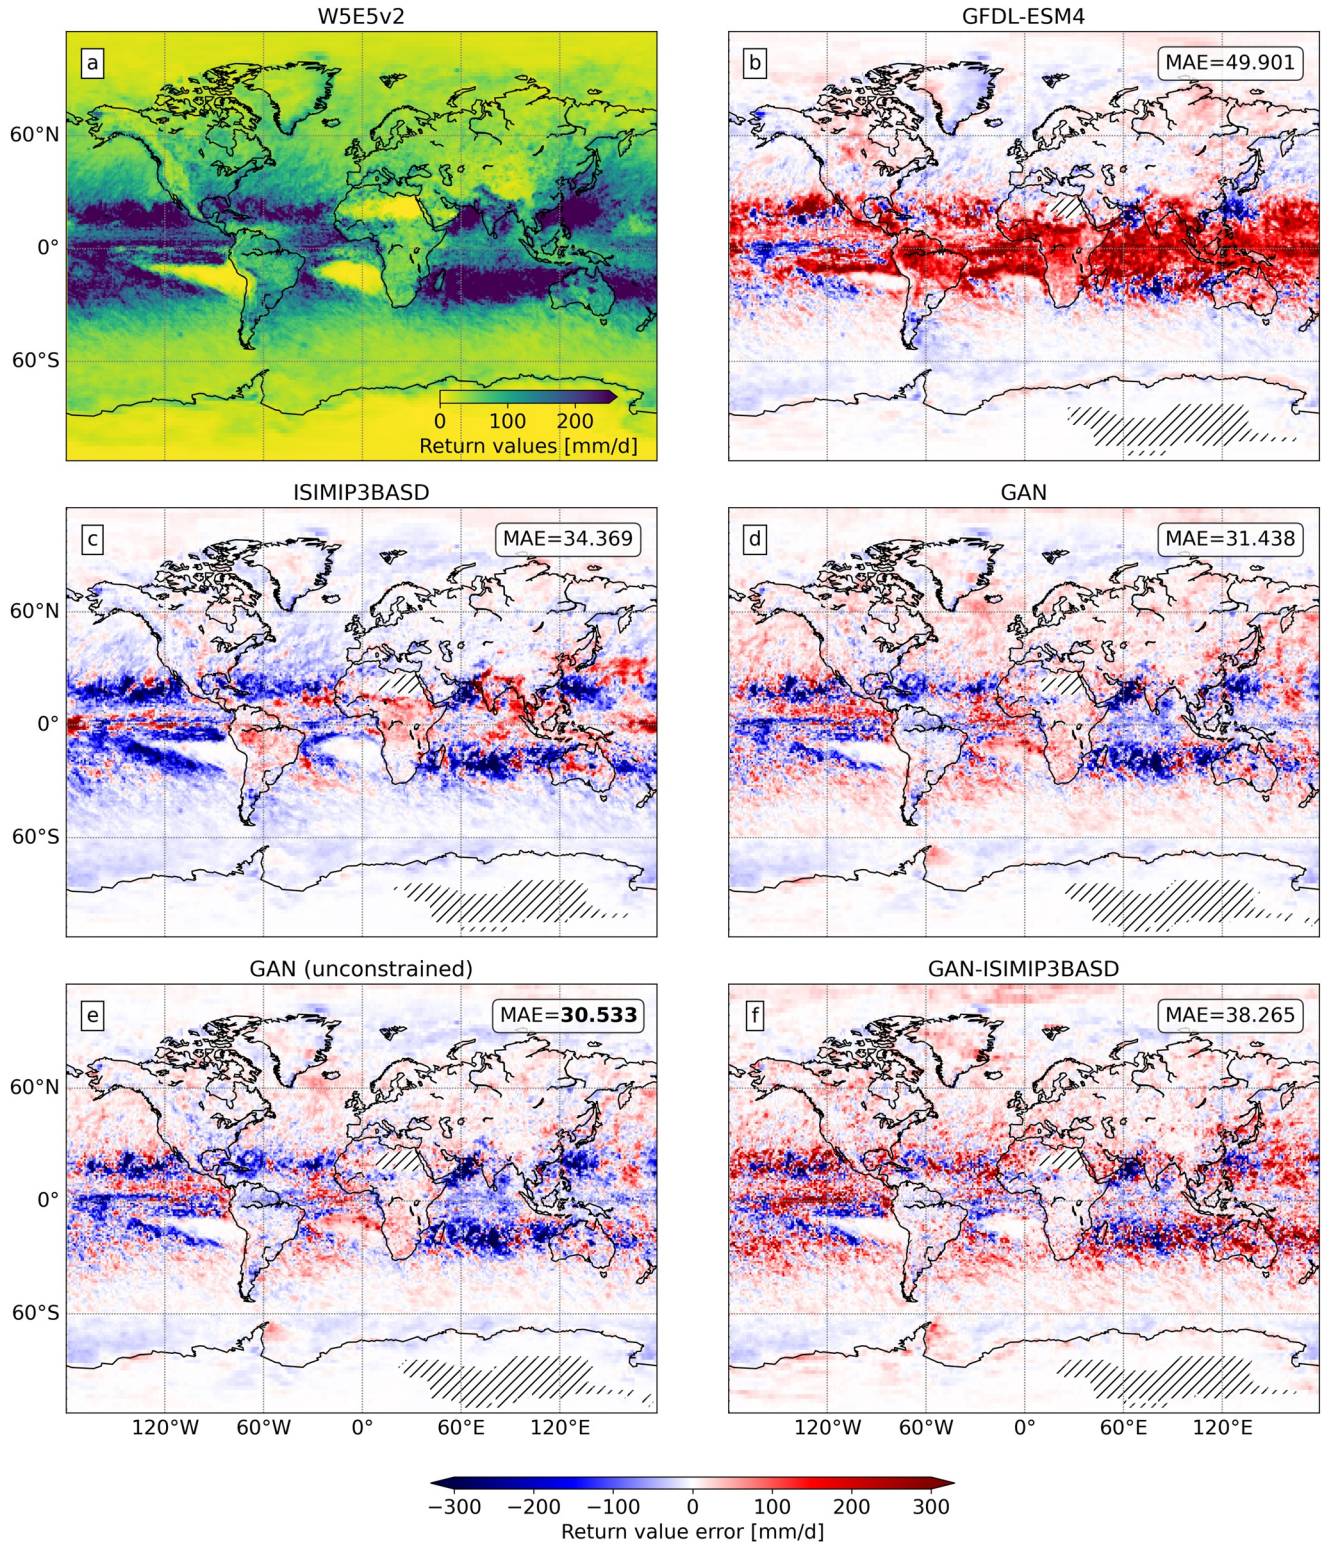 W5E5v2
GFDL-ESM4
a
b
MAE=49.901
60°N
0°
60°S
0
100
200
Return values [mm/d]
ISIMIP3BASD
GAN
c
MAE=34.369
d
MAE=31.438
60°N
0°
60°S
GAN (unconstrained)
GAN-ISIMIP3BASD
e
MAE=30.533
f
MAE=38.265
60°N
0°
60°S
120°W
60°W
0°
60°E
120°E
120°W
60°W
0°
60°E
120°E
−300
−200
−100
0
100
200
300
Return value error [mm/d]